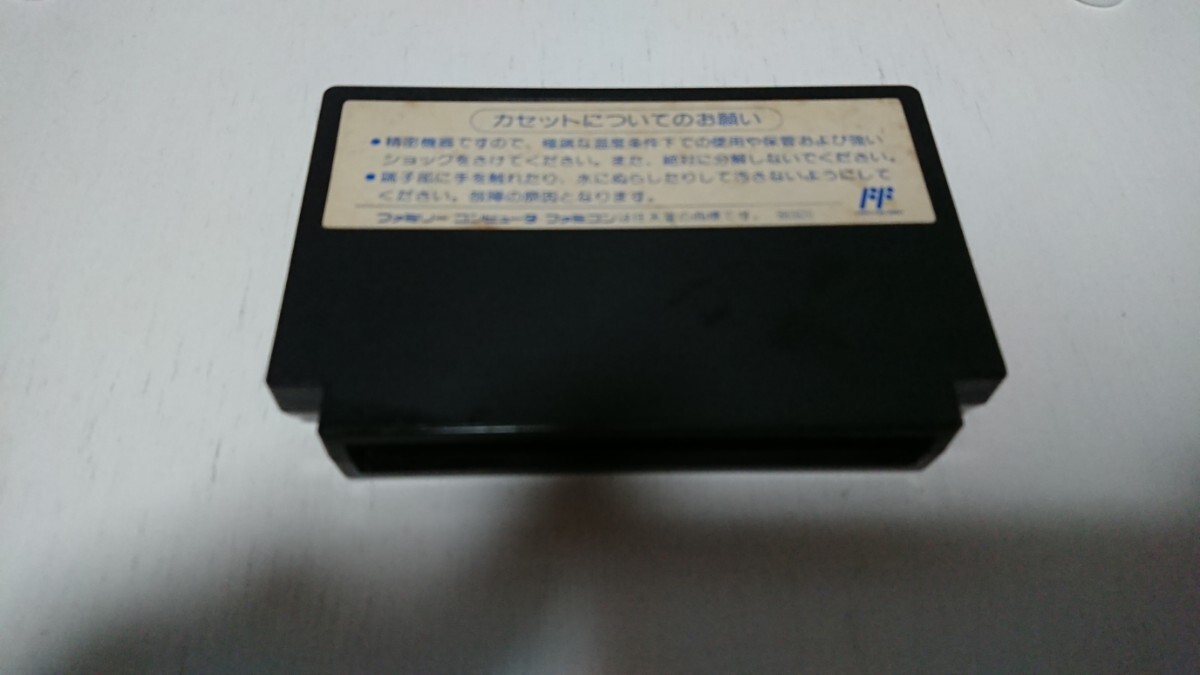 カセットについてのお願い
●精密機器ですので、極端な温度条件下での使用や保管および強い
ショックをさけてください。また、絶対に分解しないでください。
●端子部に手を触れたり、水にぬらしたりして汚さないようにして
ください。故障の原因となります。
ファミリーコンピュータ ファミコンは任天堂の商標です。
FF